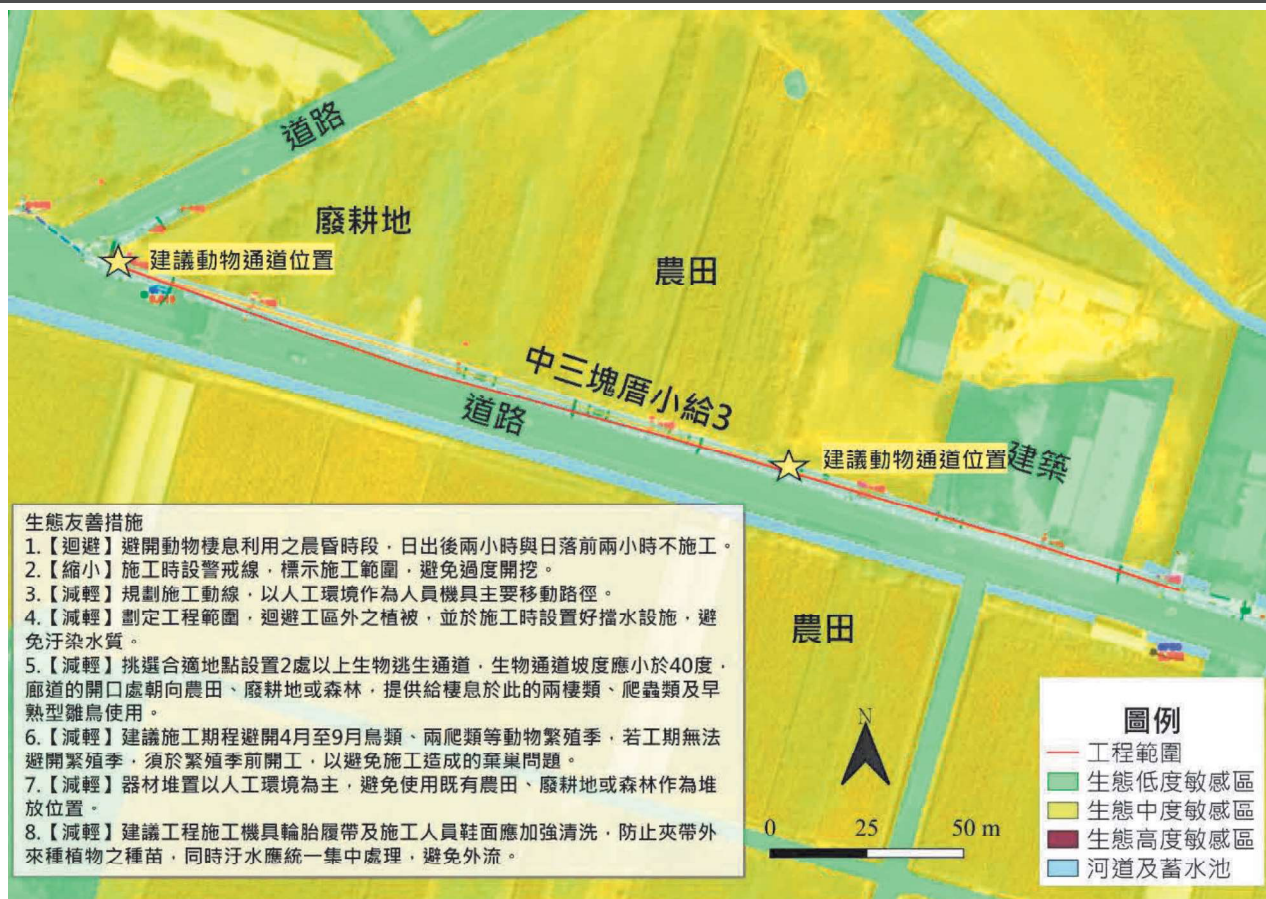 道路
廢耕地
建議動物通道位置
農田
中三塊厝小給3
道路
建議動物通道位置
建築
生態友善措施
1.【迴避】避開動物棲息利用之晨昏時段，日出後兩小時與日落前兩小時不施工。
2.【縮小】施工時設警戒線，標示施工範圍，避免過度開挖。
3.【減輕】規劃施工動線，以人工環境作為人員機具主要移動路徑。
4.【減輕】劃定工程範圍，迴避工區外之植被，並於施工時設置好擋水設施，避
免汙染水質。
5.【減輕】挑選合適地點設置2處以上生物逃生通道，生物通道坡度應小於40度，
廊道的開口處朝向農田、廢耕地或森林，提供給棲息於此的兩棲類、爬蟲類及早
熟型雛鳥使用。
6.【減輕】建議施工期程避開4月至9月鳥類、兩爬類等動物繁殖季，若工期無法
避開繁殖季，須於繁殖季前開工，以避免施工造成的棄巢問題。
7.【減輕】器材堆置以人工環境為主，避免使用既有農田、廢耕地或森林作為堆
放位置。
8.【減輕】建議工程施工機具輪胎履帶及施工人員鞋面應加強清洗，防止夾帶外
來種植物之種苗，同時汙水應統一集中處理，避免外流。
農田
N
0 25 50 m
圖例
工程範圍
生態低度敏感區
生態中度敏感區
生態高度敏感區
河道及蓄水池